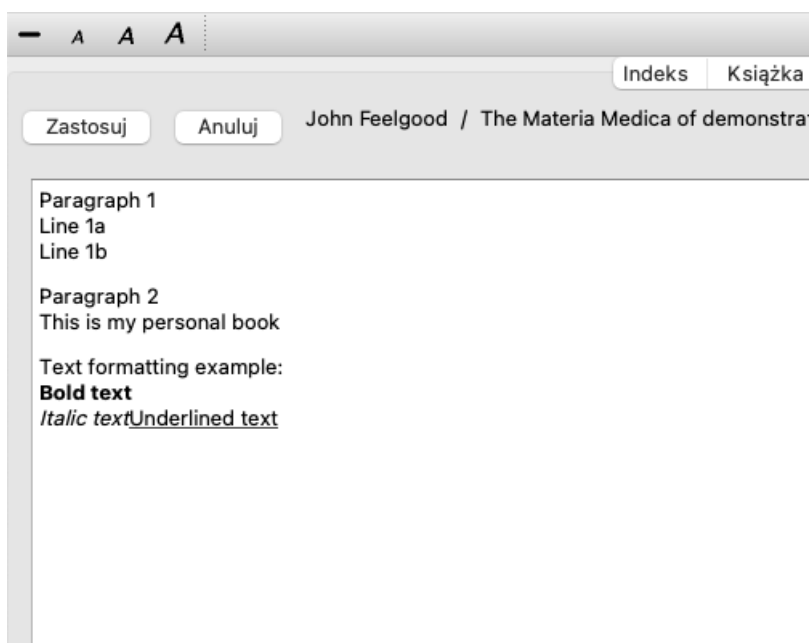 A A A
Indeks Książka
Zastosuj Anuluj John Feelgood / The Materia Medica of
Paragraph 1
Line 1a
Line 1b
Paragraph 2
This is my personal book
Text formatting example:
Bold text
Italic textUnderlined text